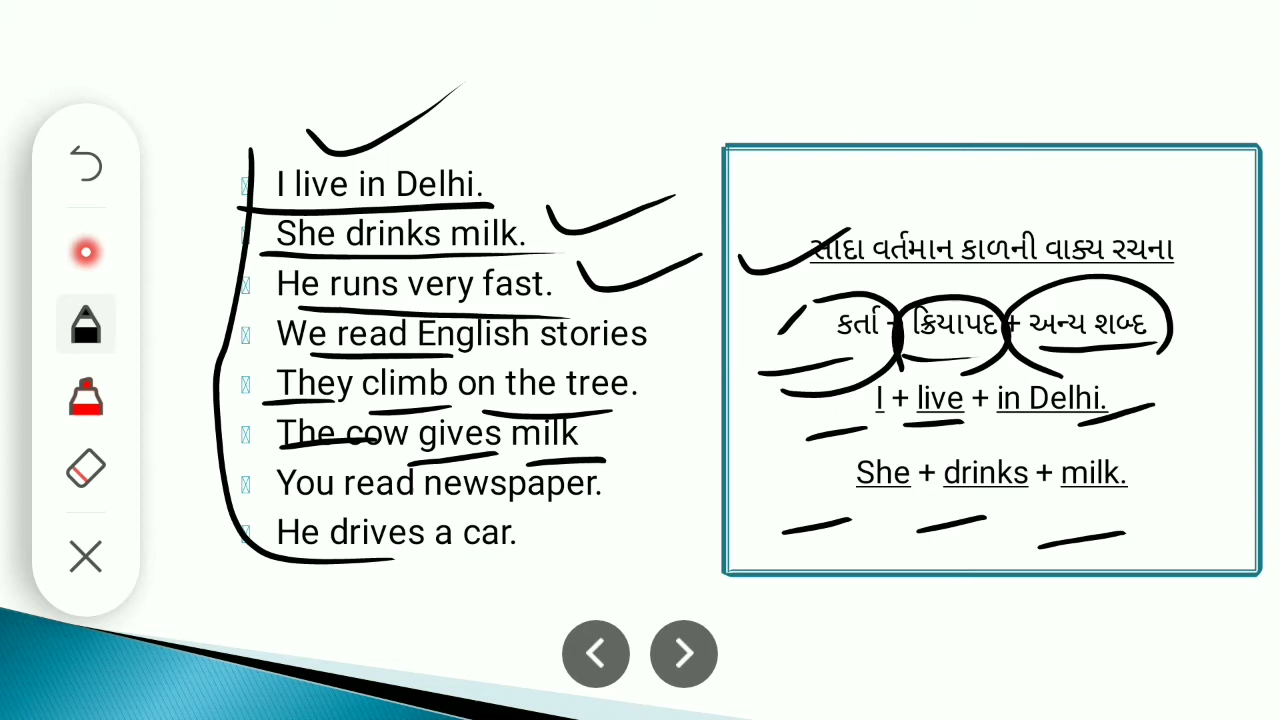 I live in Delhi.
She drinks milk.
He runs very fast.
We read English stories
They climb on the tree.
The cow gives milk
You read newspaper.
He drives a car.
સાદા વર્તમાન કાળની વાક્ય રચના
કર્તા + ક્રિયાપદ + અન્ય શબ્દ
I + live + in Delhi.
She + drinks + milk.